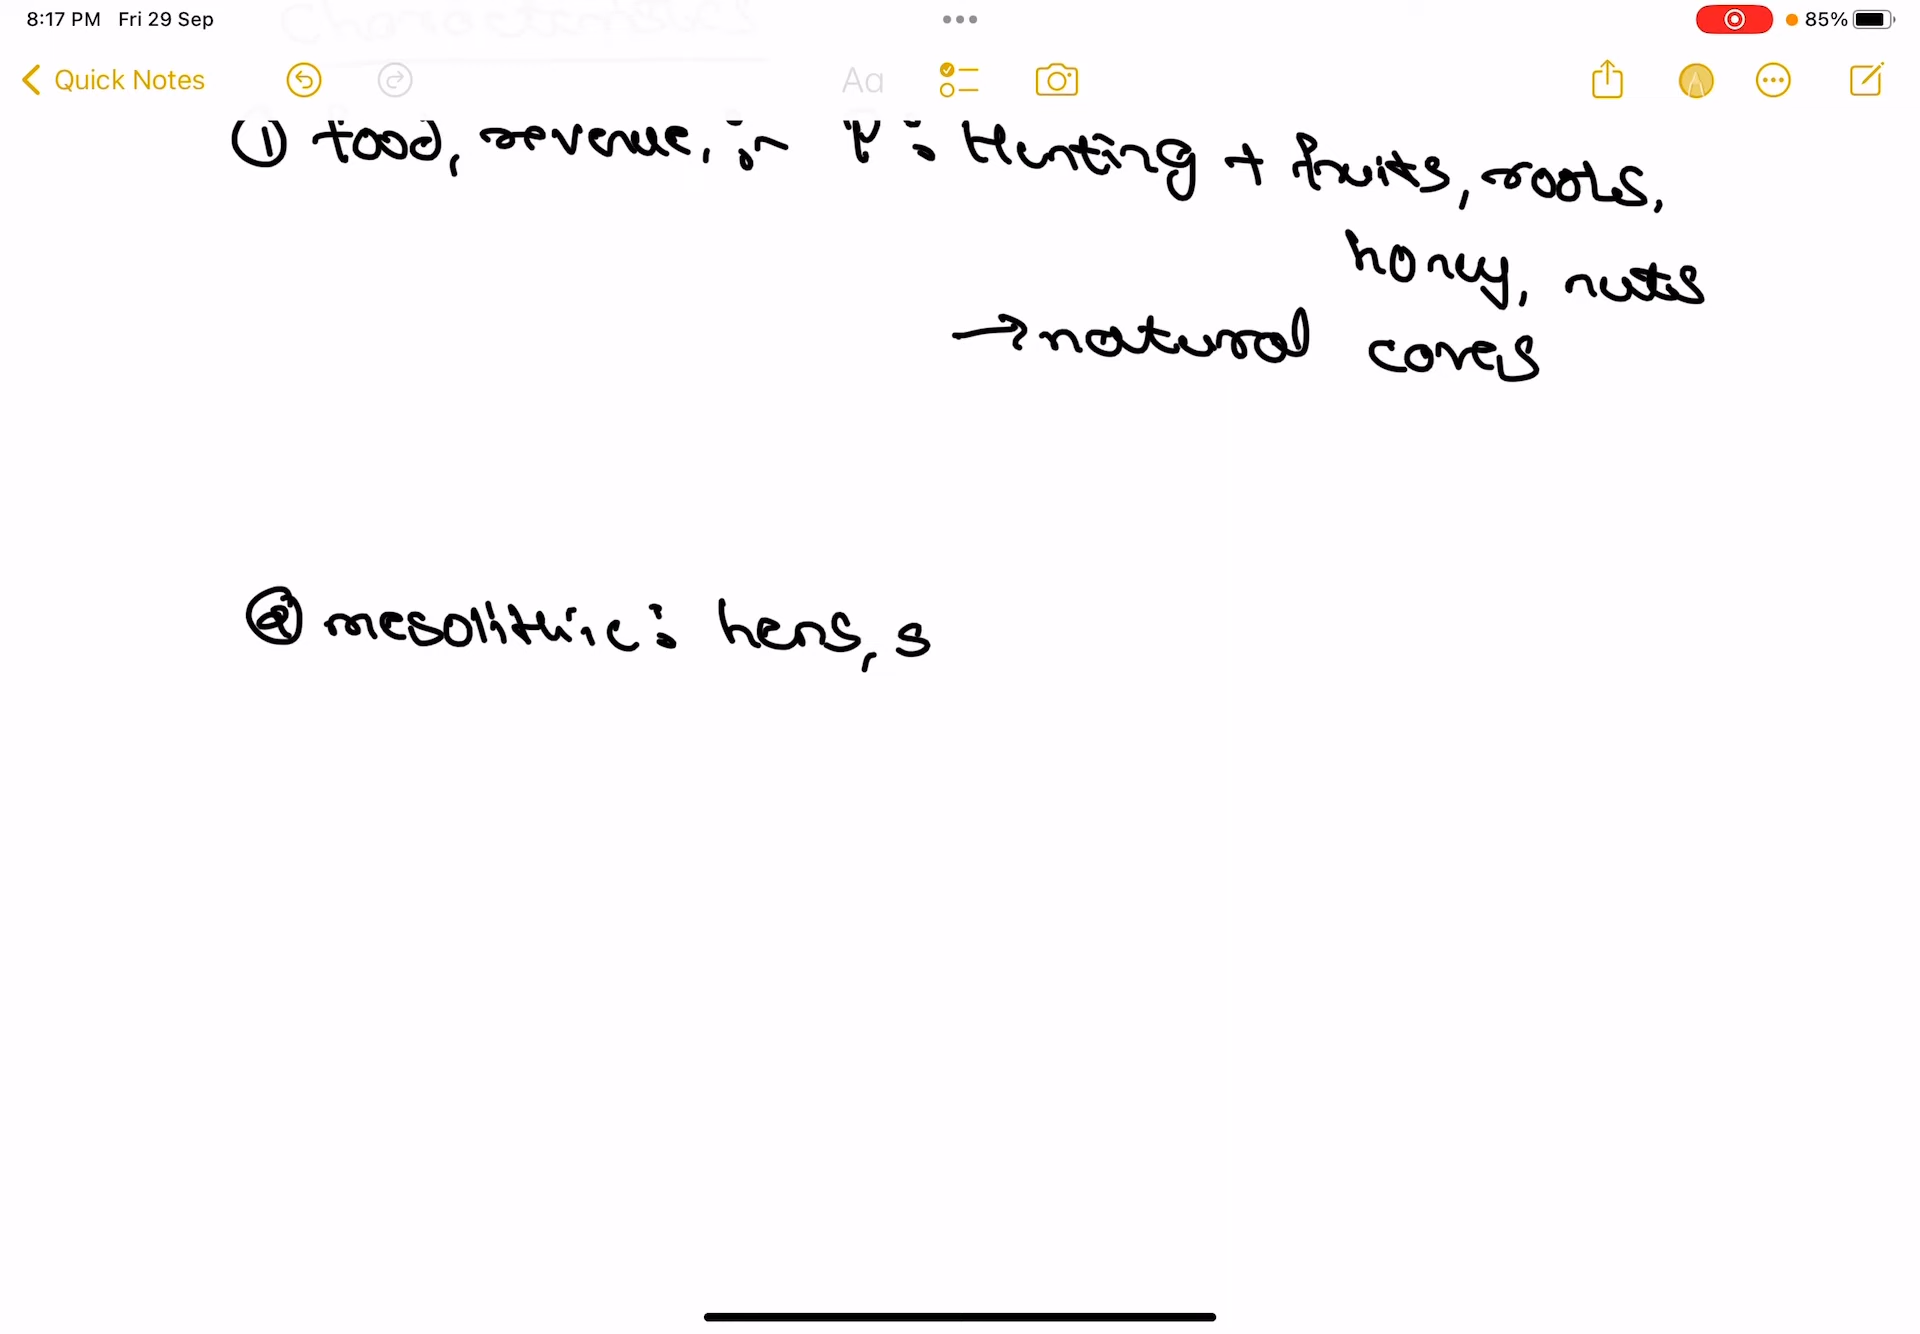 8:17 PM Fri 29 Sep
85%
Characteristics
Quick Notes
Aa
① food, revenue, in P : Hunting + fruits, roots,
honey, nuts
→ natural caves
② mesolithic : hens, s